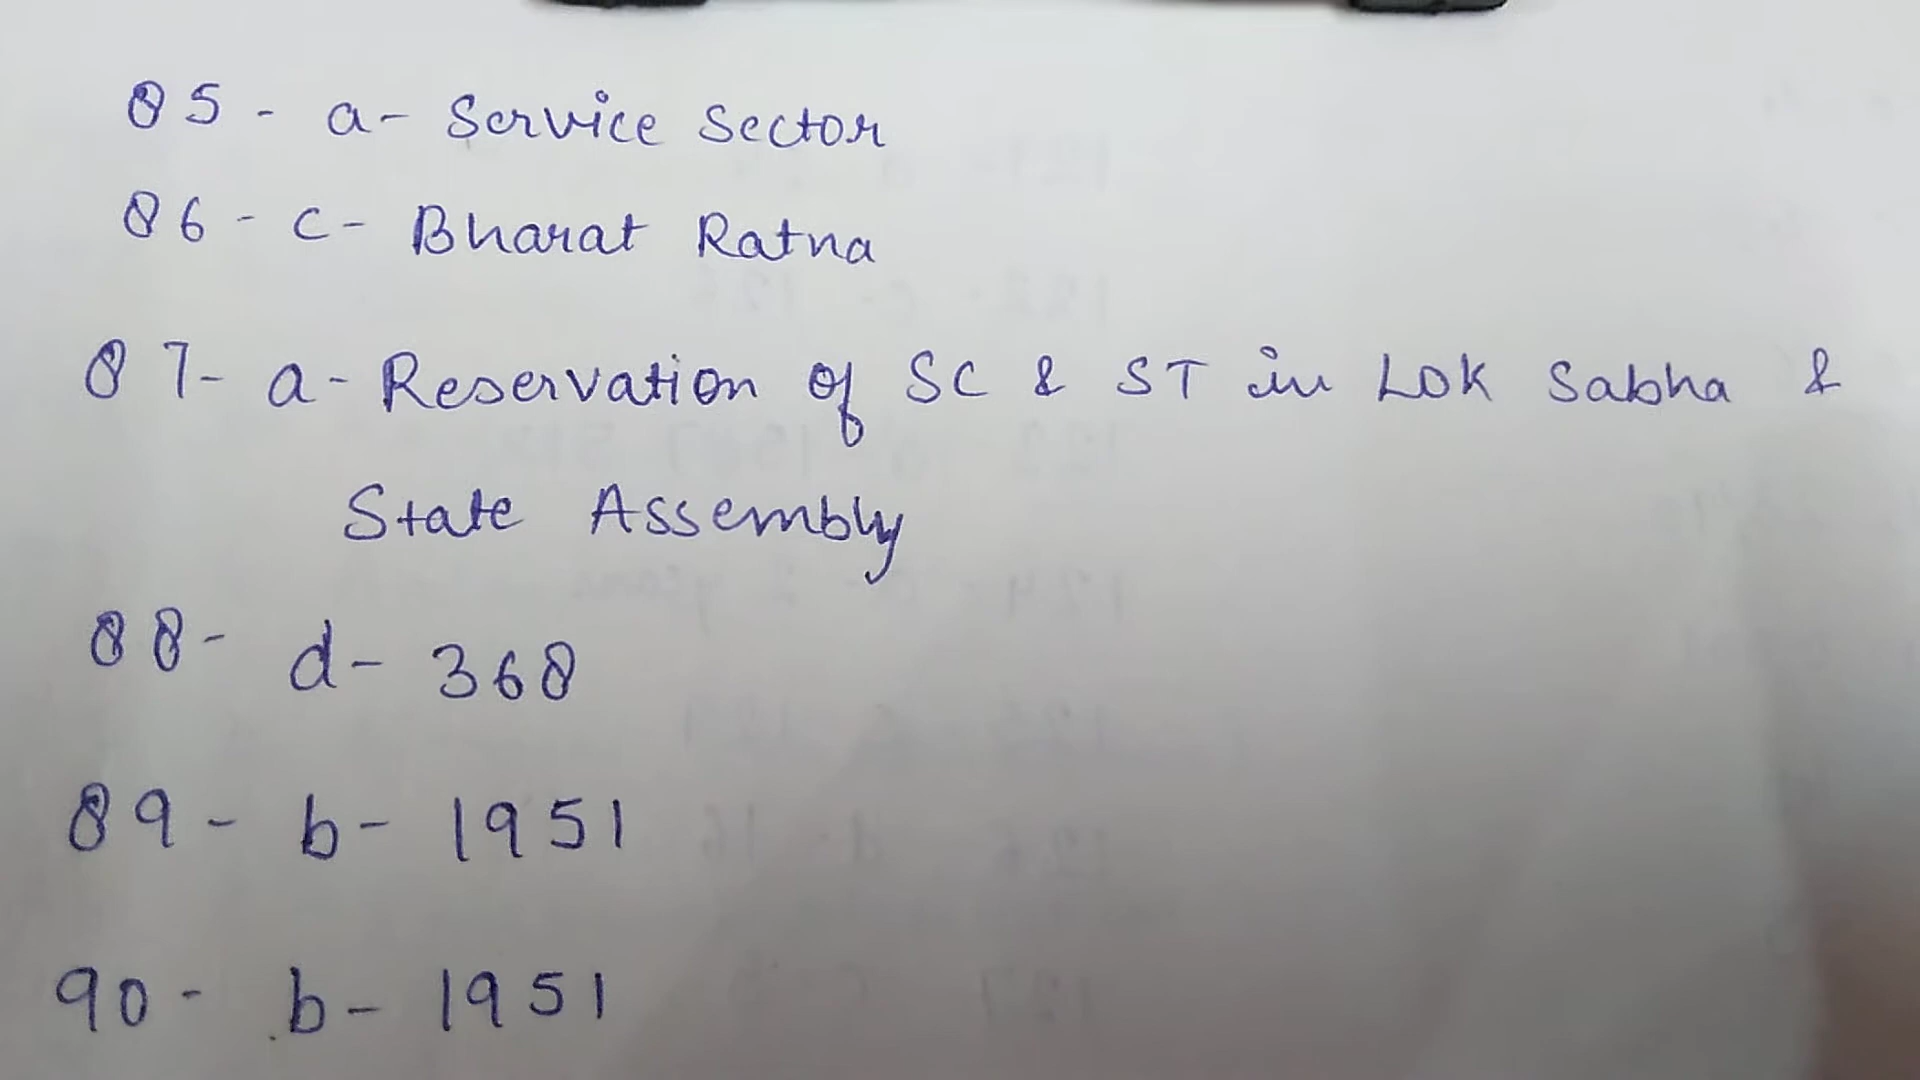 85 - a - Service Sector
86 - c - Bharat Ratna
87 - a - Reservation of SC & ST in Lok Sabha &
State Assembly
88 - d - 368
89 - b - 1951
90 - b - 1951